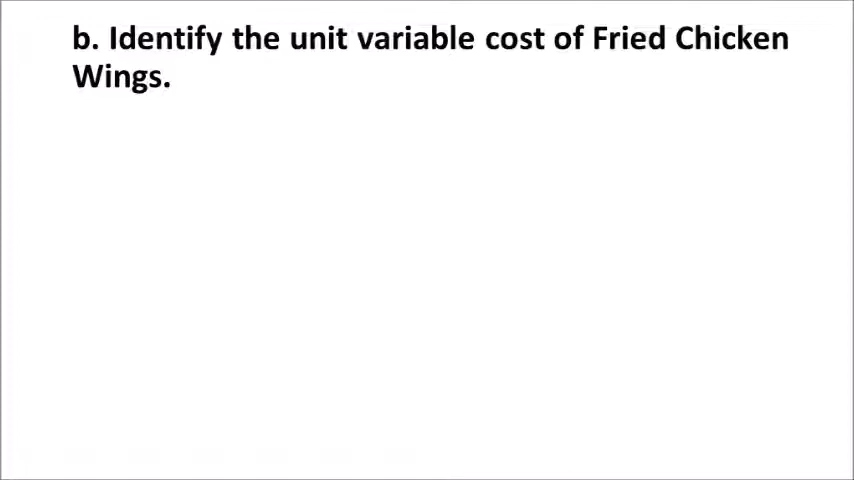 b. Identify the unit variable cost of Fried Chicken
Wings.